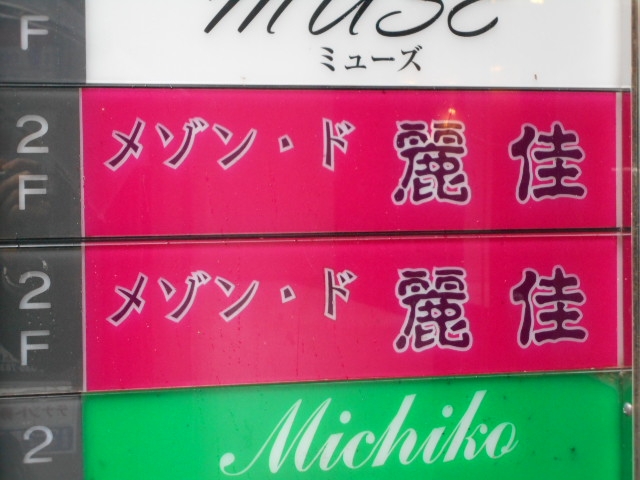 F
muse
ミューズ
2F
メゾン・ド 麗佳
2F
メゾン・ド 麗佳
2
Michiko